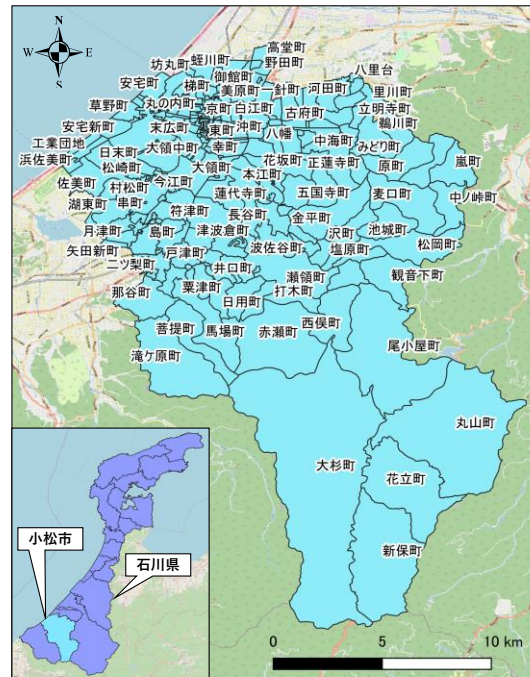 N
W E
S
高堂町
坊丸町 蛭川町 野田町
御館町 八里台
安宅町 梯町 美原町 針町 河田町 里川町
草野町 丸の内町 京町 白江町 古府町 立明寺町
安宅新町 末広町 東町 沖町 八幡 鵜川町
工業団地 幸町 中海町 みどり町
浜佐美町 日末町 大領中町 花坂町 正蓮寺町 原町 嵐町
松崎町 大領町 本江町
佐美町 村松町 今江町 蓮代寺町 五国寺町 麦口町 中ノ峠町
湖東町 串町 符津町 長谷町 金平町
月津町 島町 津波倉町 沢町 池城町
矢田新町 戸津町 波佐谷町 塩原町 松岡町
二ツ梨町 井口町 瀬領町 観音下町
那谷町 粟津町 打木町
日用町
菩提町 馬場町 赤瀬町 西俣町
滝ケ原町 尾小屋町
丸山町
大杉町
花立町
新保町
小松市
石川県
0 5 10 km